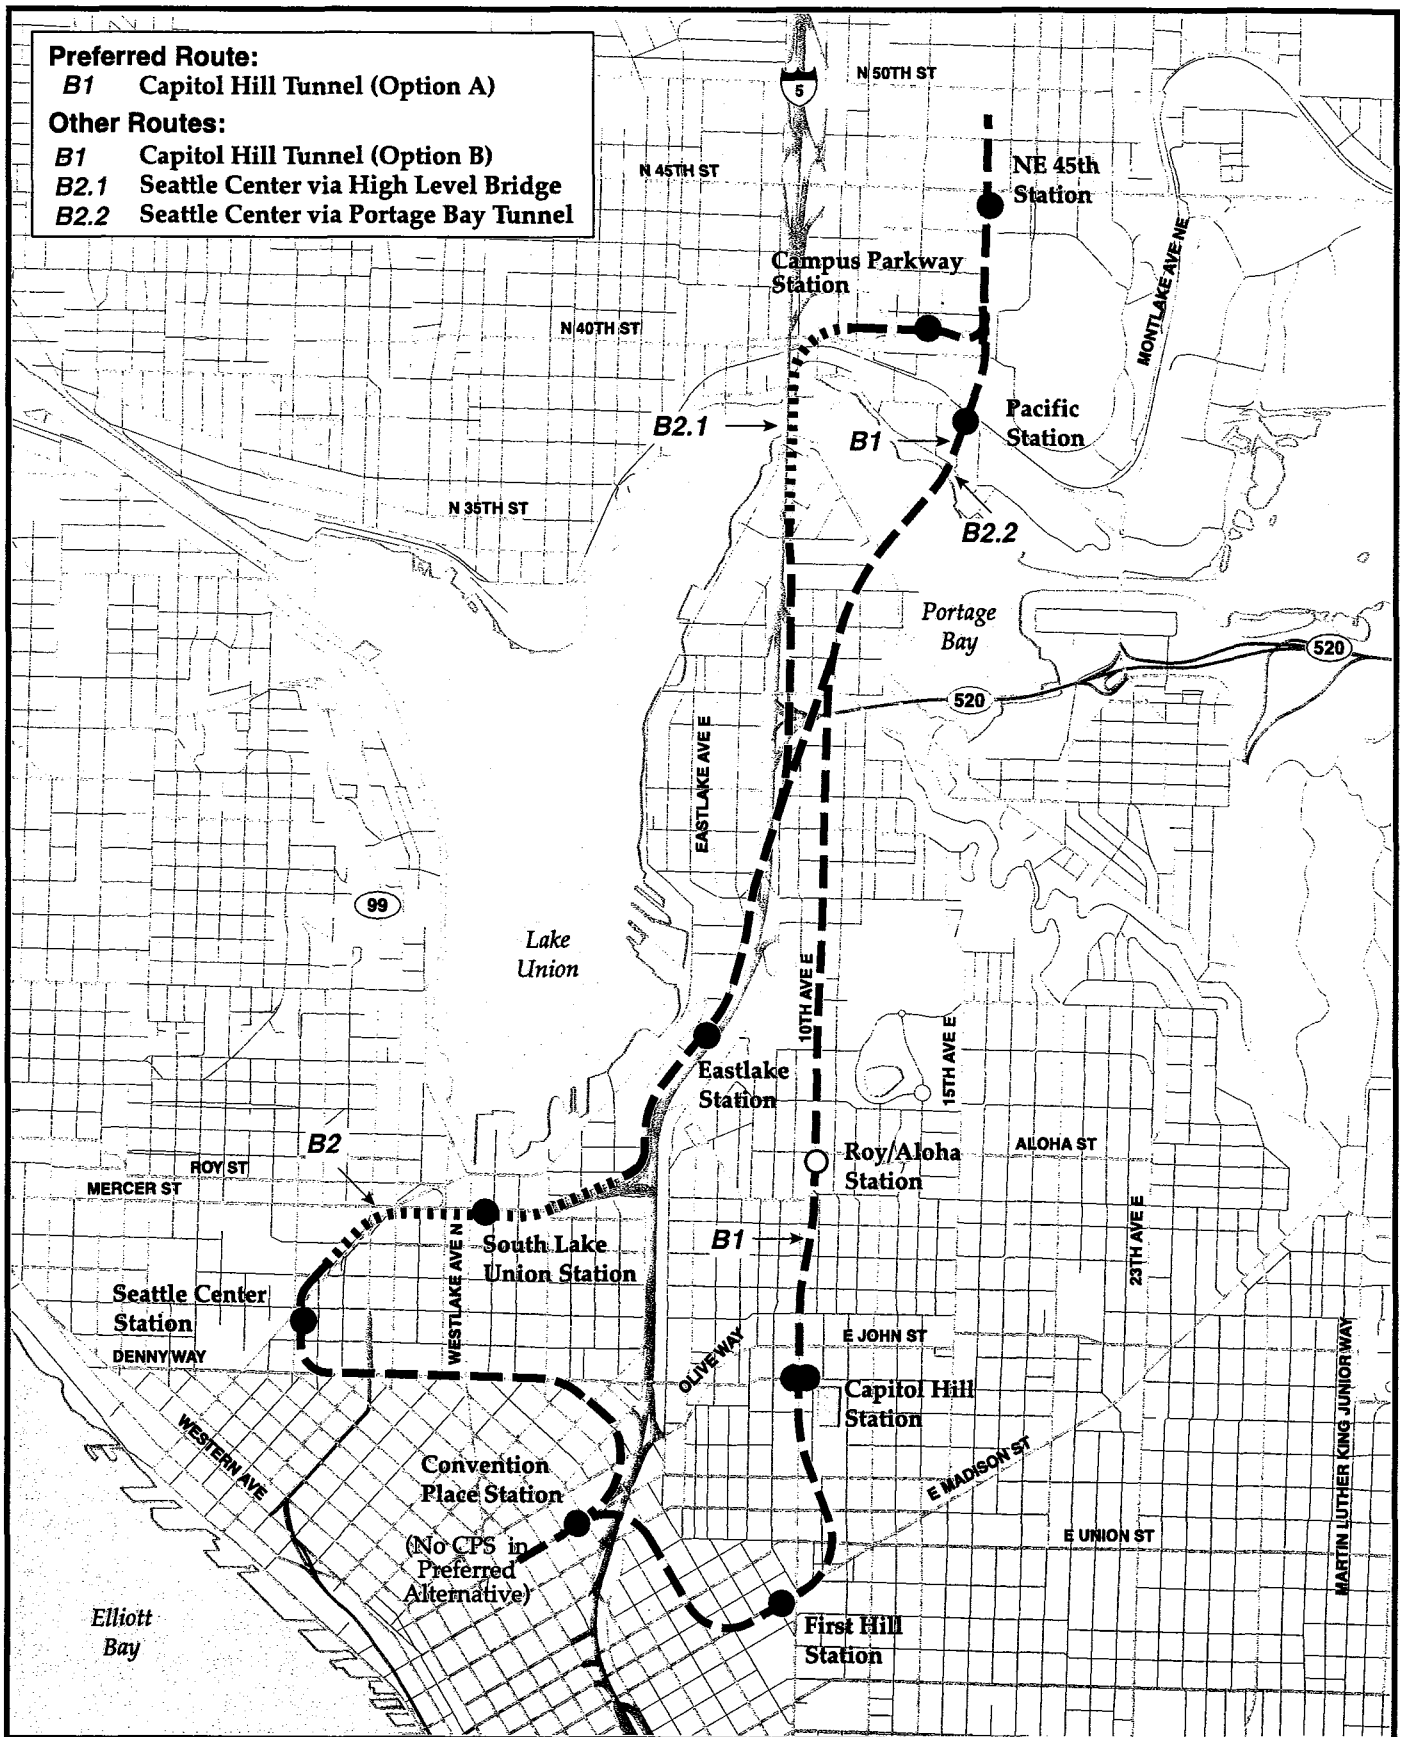 Preferred Route:
B1 Capitol Hill Tunnel (Option A)
Other Routes:
B1 Capitol Hill Tunnel (Option B)
B2.1 Seattle Center via High Level Bridge
B2.2 Seattle Center via Portage Bay Tunnel
5
N 50TH ST
N 45TH ST
NE 45th
Station
MONTLAKE AVE NE
Campus Parkway
Station
N 40TH ST
B2.1
B1
Pacific
Station
N 35TH ST
B2.2
Portage
Bay
520
520
EASTLAKE AVE E
99
Lake
Union
10TH AVE E
15TH AVE E
Eastlake
Station
B2
ROY ST
MERCER ST
Roy/Aloha
Station
ALOHA ST
23TH AVE E
B1
WESTLAKE AVE N
South Lake
Union Station
Seattle Center
Station
DENNY WAY
OLIVE WAY
E JOHN ST
Capitol Hill
Station
MARTIN LUTHER KING JUNIOR WAY
WESTERN AVE
Convention
Place Station
E MADISON ST
E UNION ST
(No CPS in
Preferred
Alternative)
Elliott
Bay
First Hill
Station